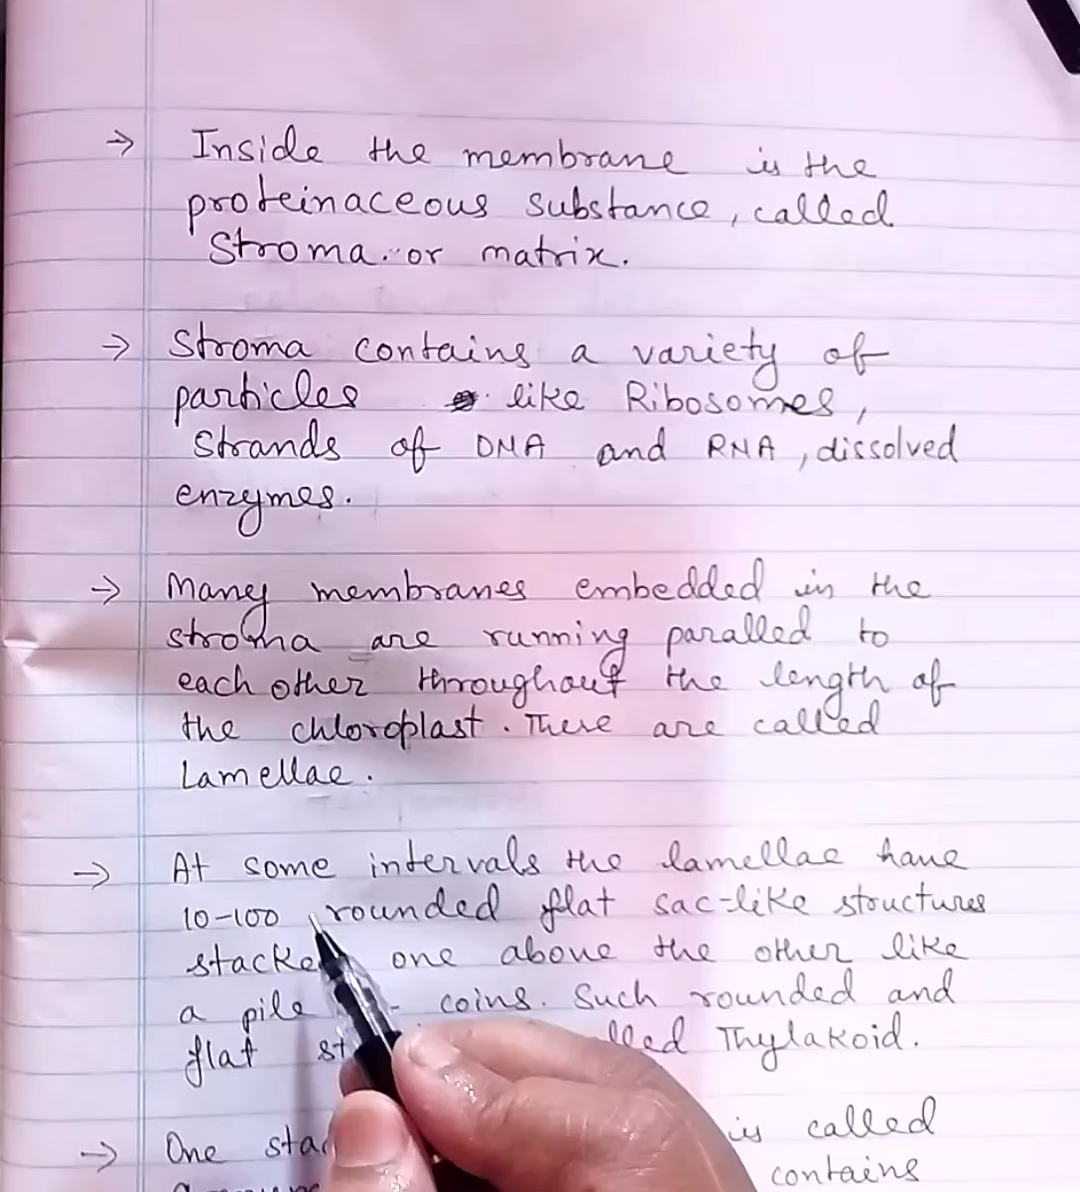 → Inside the membrane is the
proteinaceous substance, called
Stroma or matrix.
→ Stroma contains a variety of
particles like Ribosomes,
Strands of DNA and RNA, dissolved
enzymes.
→ Many membranes embedded in the
stroma are running paralled to
each other throughout the length of
the chloroplast. These are called
Lamellae.
→ At some intervals the lamellae have
10-100 rounded flat sac-like structures
stacke one above the other like
a pile coins. Such rounded and
flat st lled Thylakoid.
→ One sta is called
contains